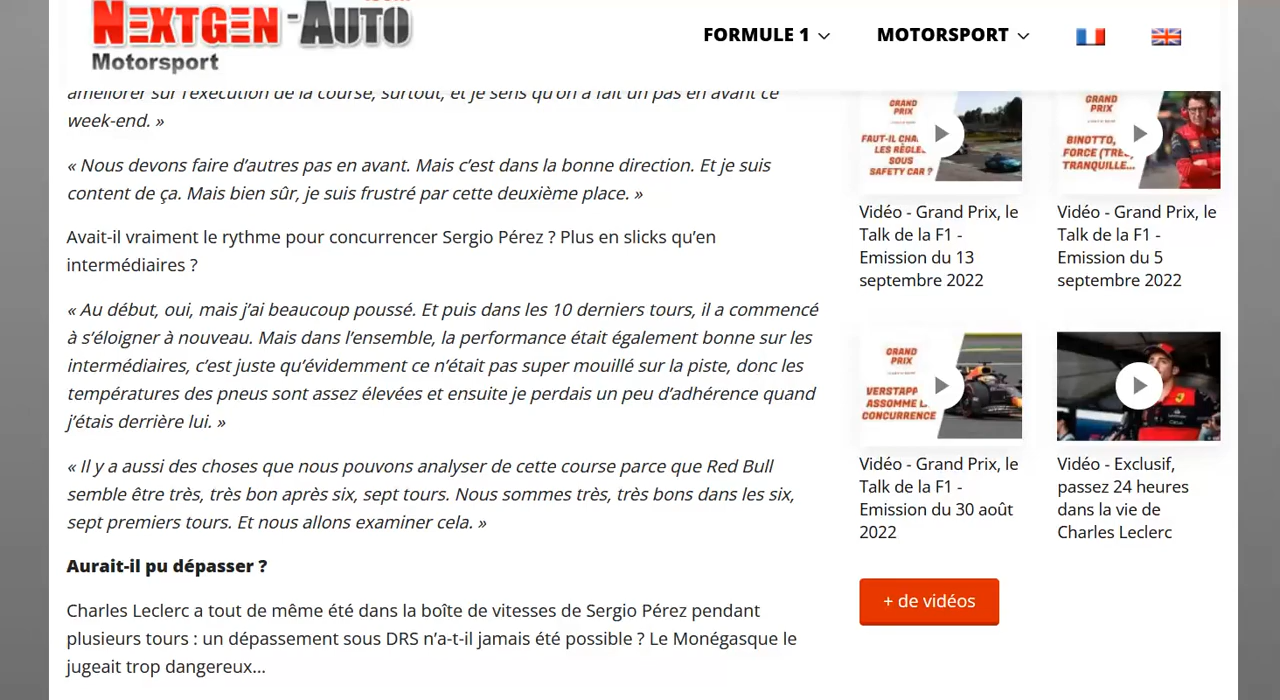 NEXTGEN-AUTO
Motorsport
FORMULE 1
MOTORSPORT
améliorer sur l'exécution de la course, surtout, et je sens qu'on a fait un pas en avant ce
week-end. »
« Nous devons faire d'autres pas en avant. Mais c'est dans la bonne direction. Et je suis
content de ça. Mais bien sûr, je suis frustré par cette deuxième place. »
Avait-il vraiment le rythme pour concurrencer Sergio Pérez ? Plus en slicks qu'en
intermédiaires ?
« Au début, oui, mais j'ai beaucoup poussé. Et puis dans les 10 derniers tours, il a commencé
à s'éloigner à nouveau. Mais dans l'ensemble, la performance était également bonne sur les
intermédiaires, c'est juste qu'évidemment ce n'était pas super mouillé sur la piste, donc les
températures des pneus sont assez élevées et ensuite je perdais un peu d'adhérence quand
j'étais derrière lui. »
« Il y a aussi des choses que nous pouvons analyser de cette course parce que Red Bull
semble être très, très bon après six, sept tours. Nous sommes très, très bons dans les six,
sept premiers tours. Et nous allons examiner cela. »
Aurait-il pu dépasser ?
Charles Leclerc a tout de même été dans la boîte de vitesses de Sergio Pérez pendant
plusieurs tours : un dépassement sous DRS n'a-t-il jamais été possible ? Le Monégasque le
jugeait trop dangereux...
GRAND
PRIX
FAUT-IL CHA
LES RÈGLE
SOUS
SAFETY CAR ?
Vidéo - Grand Prix, le
Talk de la F1 -
Emission du 13
septembre 2022
GRAND
PRIX
BINOTTO,
FORCE (TRÈ
TRANQUILLE...
Vidéo - Grand Prix, le
Talk de la F1 -
Emission du 5
septembre 2022
GRAND
PRIX
VERSTAPP
ASSOMME L
CONCURRENCE
Vidéo - Grand Prix, le
Talk de la F1 -
Emission du 30 août
2022
Vidéo - Exclusif,
passez 24 heures
dans la vie de
Charles Leclerc
+ de vidéos